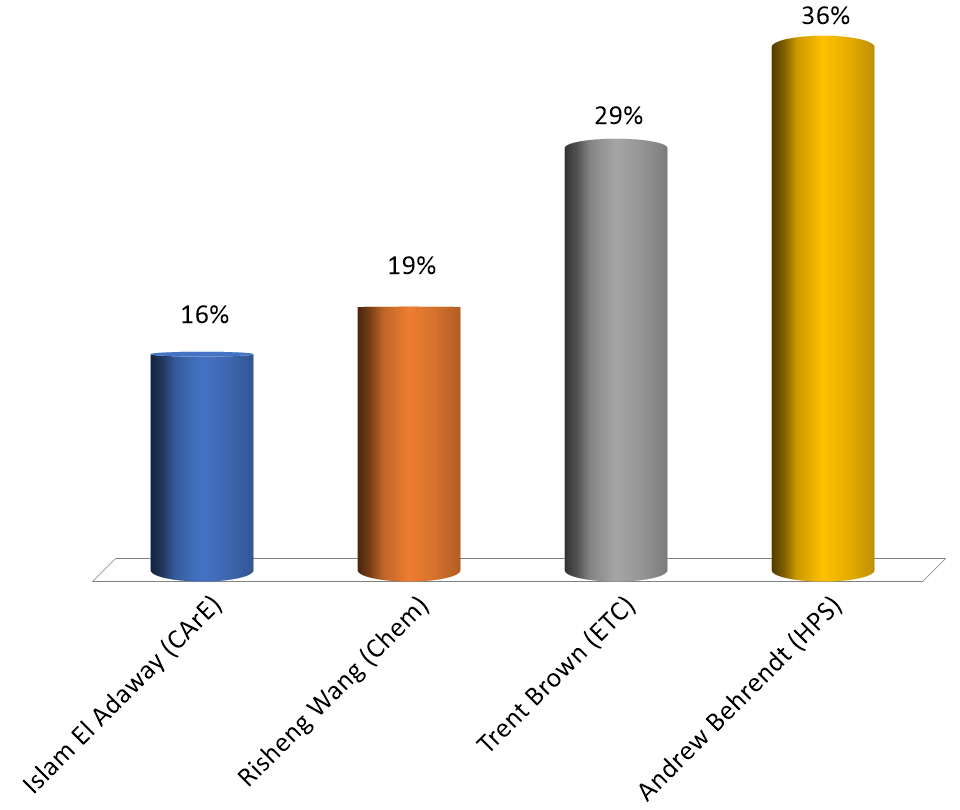 36%
29%
19%
16%
Islam El Adaway (CArE)
Risheng Wang (Chem)
Trent Brown (ETC)
Andrew Behrendt (HPS)